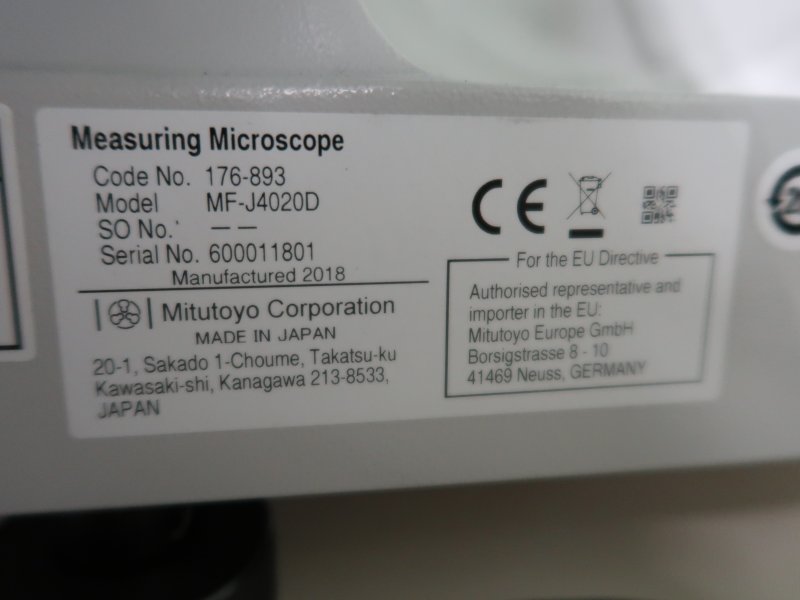 Measuring Microscope
Code No. 176-893
Model MF-J4020D
SO No. — —
Serial No. 600011801
Manufactured 2018
Mitutoyo Corporation
MADE IN JAPAN
20-1, Sakado 1-Choume, Takatsu-ku
Kawasaki-shi, Kanagawa 213-8533,
JAPAN
CE
For the EU Directive
Authorised representative and
importer in the EU:
Mitutoyo Europe GmbH
Borsigstrasse 8 - 10
41469 Neuss, GERMANY